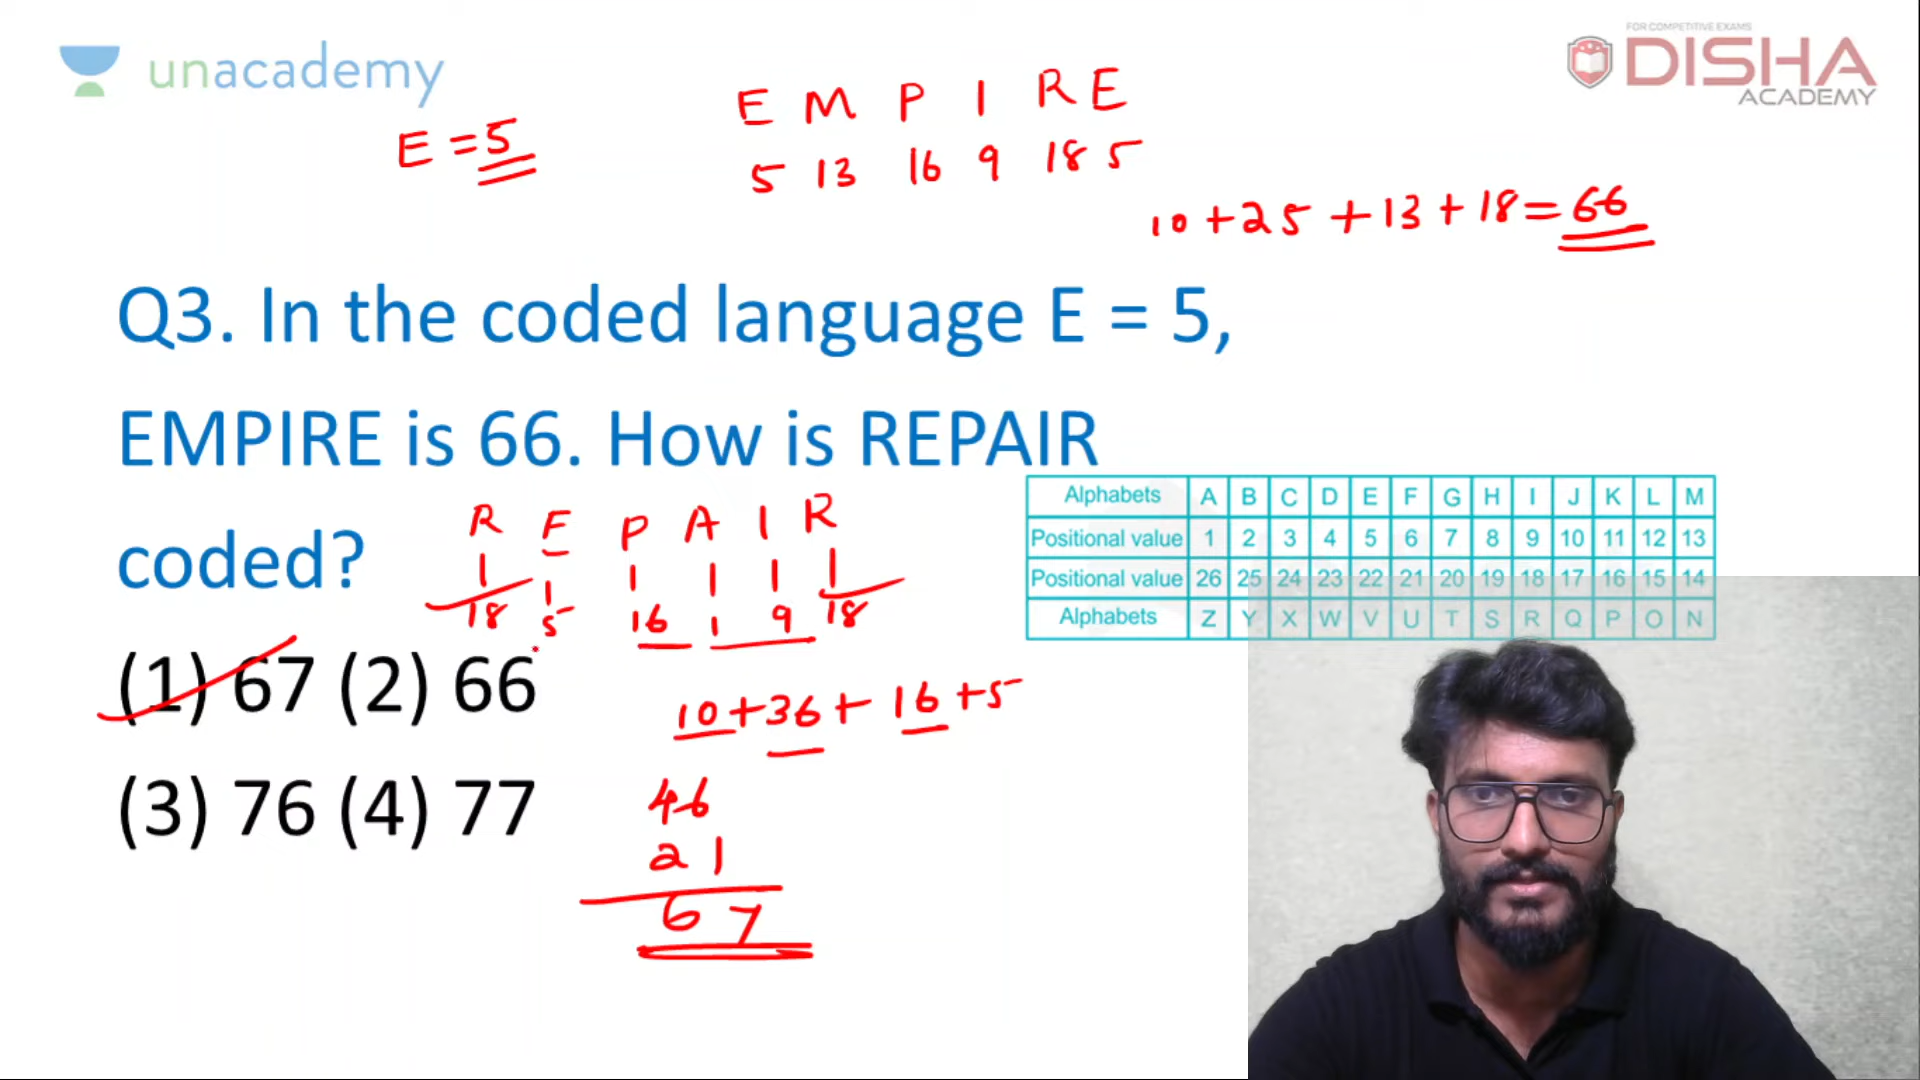 unacademy
FOR COMPETITIVE EXAMS
DISHA
ACADEMY
E = 5
E M P I R E
5 13 16 9 18 5
10 + 25 + 13 + 18 = 66
Q3. In the coded language E = 5,
EMPIRE is 66. How is REPAIR
coded?
R E P A I R
18 5 16 1 9 18
(1) 67 (2) 66
(3) 76 (4) 77
10 + 36 + 16 + 5
46
21
67
Alphabets A B C D E F G H I J K L M
Positional value 1 2 3 4 5 6 7 8 9 10 11 12 13
Positional value 26 25 24 23 22 21 20 19 18 17 16 15 14
Alphabets Z Y X W V U T S R Q P O N